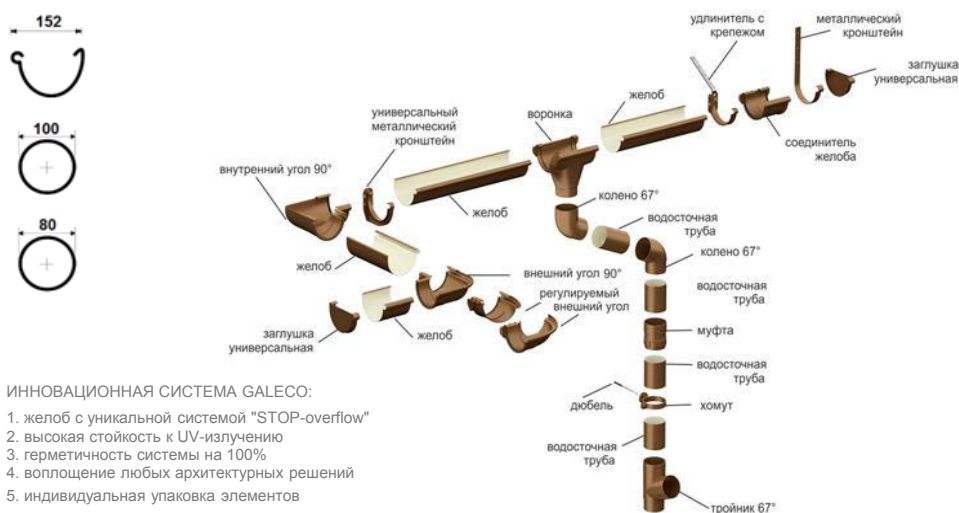 152
100
80
удлинитель с
крепежом
металлический
кронштейн
заглушка
универсальная
желоб
соединитель
желоба
воронка
универсальный
металлический
кронштейн
внутренний угол 90°
желоб
колено 67°
водосточная
труба
колено 67°
желоб
внешний угол 90°
регулируемый
внешний угол
водосточная
труба
заглушка
универсальная
желоб
муфта
водосточная
труба
дюбель
хомут
водосточная
труба
тройник 67°
ИННОВАЦИОННАЯ СИСТЕМА GALECO:
1. желоб с уникальной системой "STOP-overflow"
2. высокая стойкость к UV-излучению
3. герметичность системы на 100%
4. воплощение любых архитектурных решений
5. индивидуальная упаковка элементов